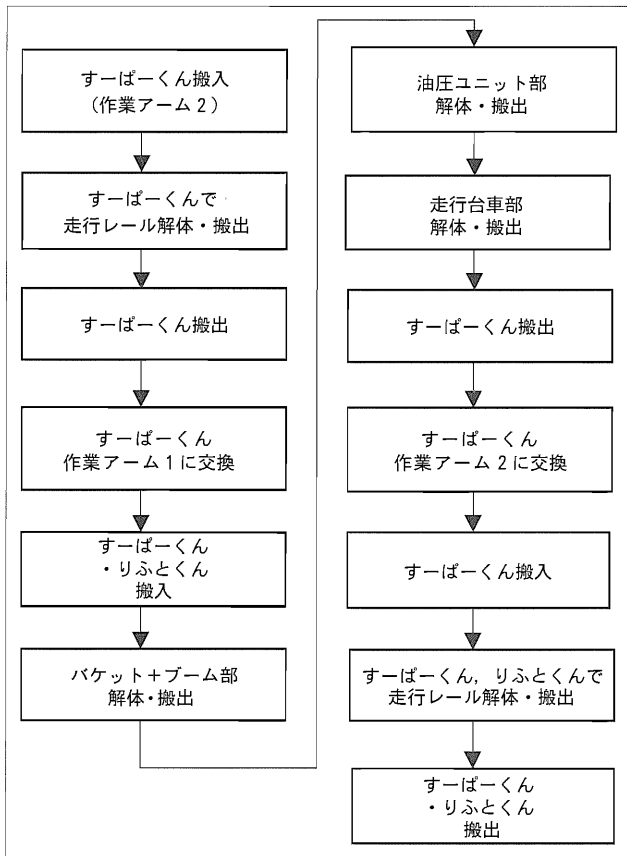 すーぱーくん搬入
(作業アーム2)
すーぱーくんで
走行レール解体・搬出
すーぱーくん搬出
すーぱーくん
作業アーム1に交換
すーぱーくん
・りふとくん
搬入
バケット+ブーム部
解体・搬出
油圧ユニット部
解体・搬出
走行台車部
解体・搬出
すーぱーくん搬出
すーぱーくん
作業アーム2に交換
すーぱーくん搬入
すーぱーくん,りふとくんで
走行レール解体・搬出
すーぱーくん
・りふとくん
搬出